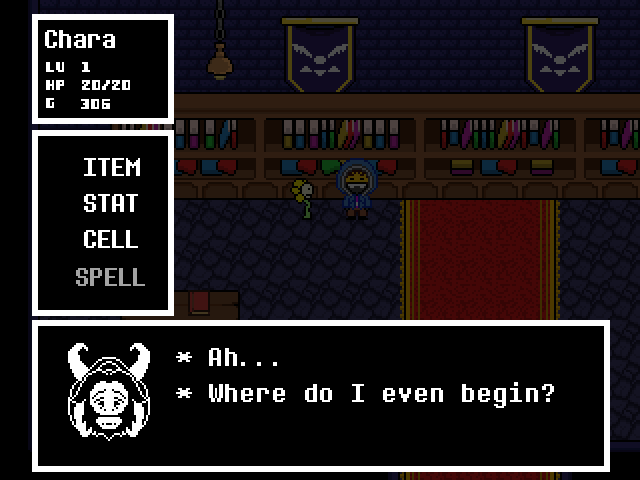 Chara
LV 1
HP 20/20
G 306
ITEM
STAT
CELL
SPELL
* Ah...
* Where do I even begin?